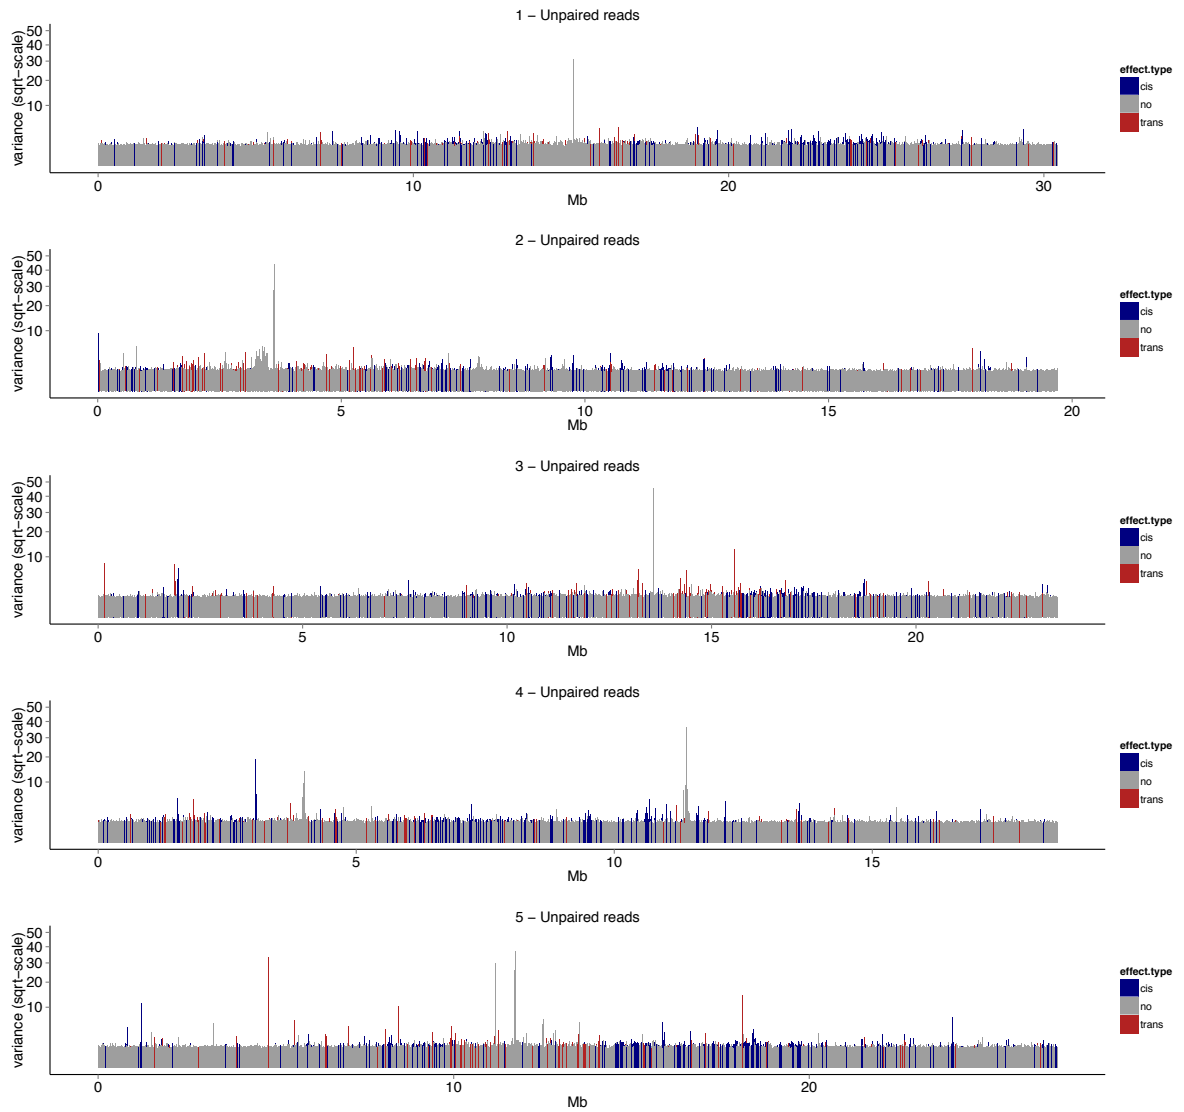 1 − Unpaired reads
variance (sqrt−scale)
50
40
30
20
10
0 10 20 30
Mb
effect.type
cis
no
trans
2 − Unpaired reads
variance (sqrt−scale)
50
40
30
20
10
0 5 10 15 20
Mb
effect.type
cis
no
trans
3 − Unpaired reads
variance (sqrt−scale)
50
40
30
20
10
0 5 10 15 20
Mb
effect.type
cis
no
trans
4 − Unpaired reads
variance (sqrt−scale)
50
40
30
20
10
0 5 10 15
Mb
effect.type
cis
no
trans
5 − Unpaired reads
variance (sqrt−scale)
50
40
30
20
10
0 10 20
Mb
effect.type
cis
no
trans